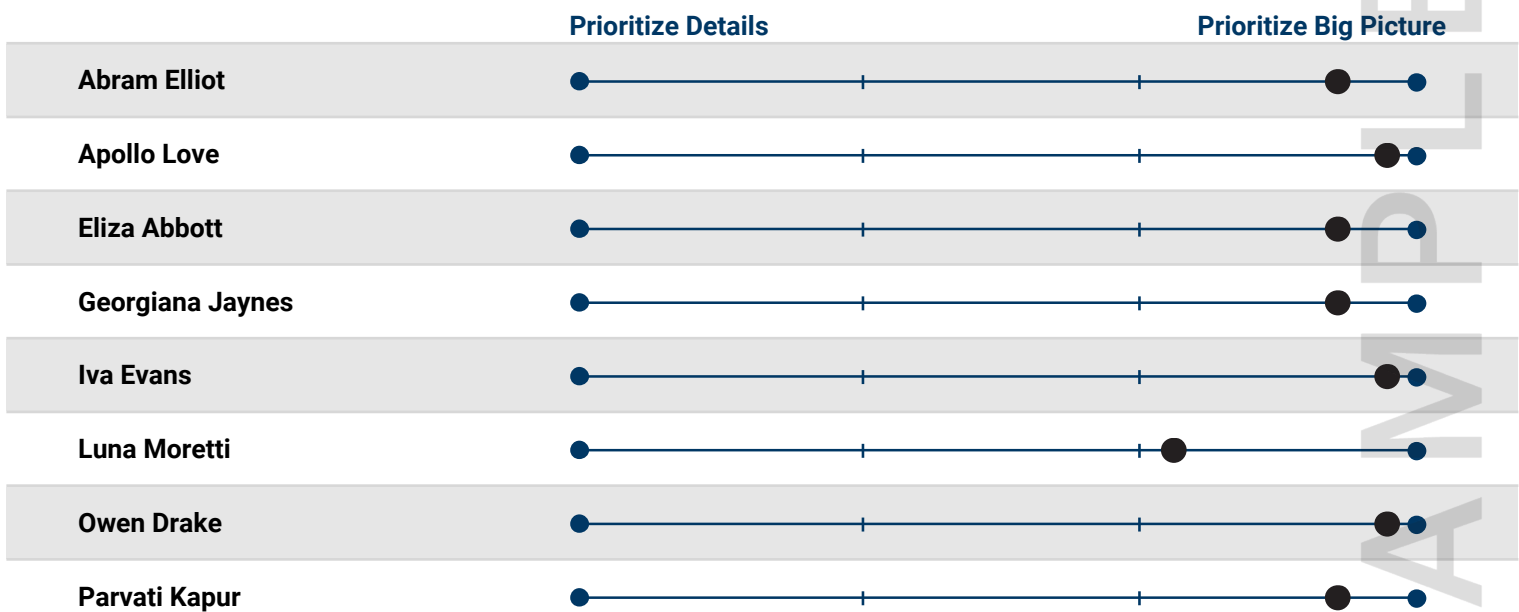 Prioritize Details Prioritize Big Picture
Abram Elliot
Apollo Love
Eliza Abbott
Georgiana Jaynes
Iva Evans
Luna Moretti
Owen Drake
Parvati Kapur
AMPLE